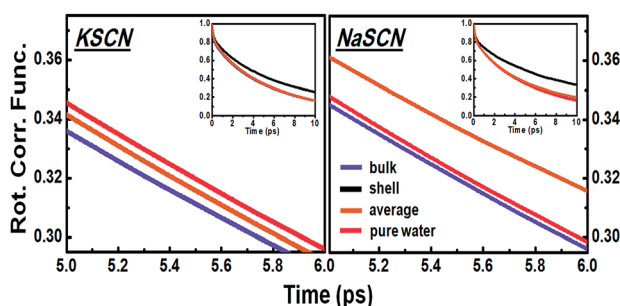 KSCN
NaSCN
Rot. Corr. Func.
0.36
0.34
0.32
0.30
1.0
0.8
0.6
0.4
0.2
0.0
0 2 4 6 8 10
Time (ps)
1.0
0.8
0.6
0.4
0.2
0.0
0 2 4 6 8 10
Time (ps)
0.36
0.34
0.32
0.30
bulk
shell
average
pure water
5.0 5.2 5.4 5.6 5.8 6.0
5.0 5.2 5.4 5.6 5.8 6.0
Time (ps)